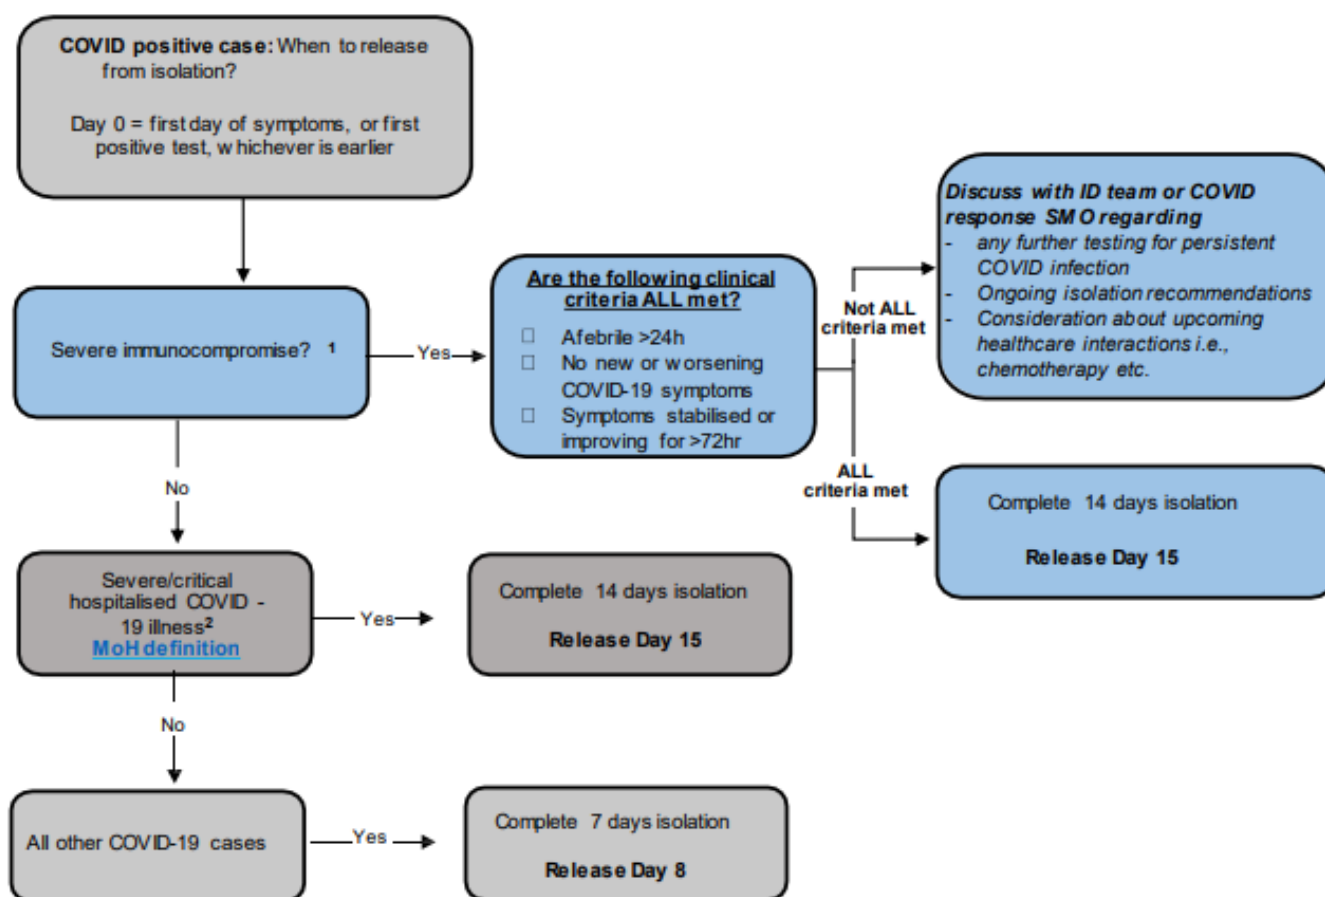 COVID positive case: When to release
from isolation?
Day 0 = first day of symptoms, or first
positive test, whichever is earlier
Severe immunocompromise? 1
Yes
Are the following clinical
criteria ALL met?
☐ Afebrile >24h
☐ No new or worsening
COVID-19 symptoms
☐ Symptoms stabilised or
improving for >72hr
Not ALL
criteria met
Discuss with ID team or COVID
response SMO regarding
- any further testing for persistent
COVID infection
- Ongoing isolation recommendations
- Consideration about upcoming
healthcare interactions i.e.,
chemotherapy etc.
ALL
criteria met
Complete 14 days isolation
Release Day 15
No
Severe/critical
hospitalised COVID -
19 illness2
MoH definition
Yes
Complete 14 days isolation
Release Day 15
No
All other COVID-19 cases
Yes
Complete 7 days isolation
Release Day 8